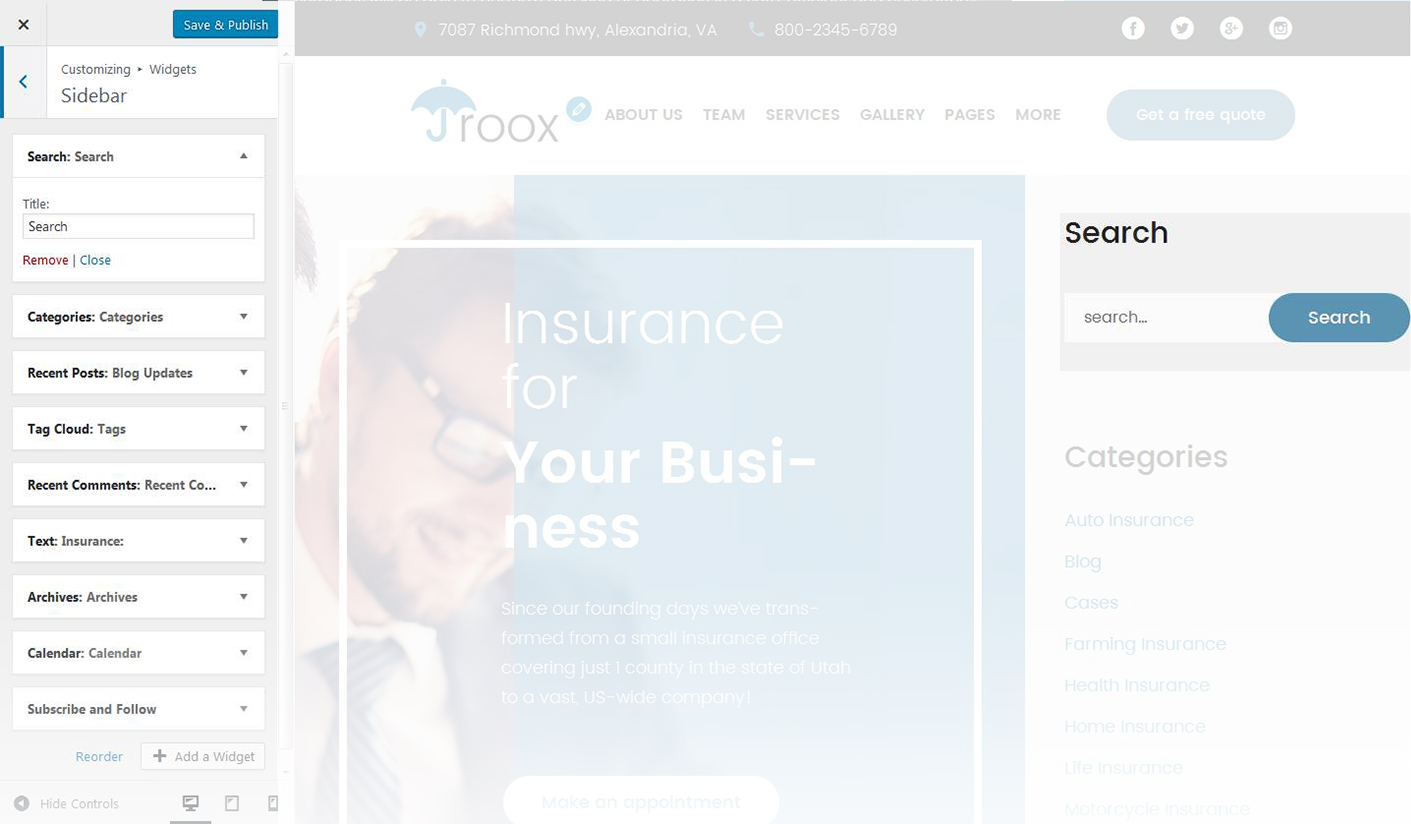 Save & Publish
Customizing ▸ Widgets
Sidebar
Search: Search
Title:
Search
Remove | Close
Categories: Categories
Recent Posts: Blog Updates
Tag Cloud: Tags
Recent Comments: Recent Co...
Text: Insurance:
Archives: Archives
Calendar: Calendar
Subscribe and Follow
Reorder
Add a Widget
Hide Controls
7087 Richmond hwy, Alexandria, VA
800-2345-6789
Jroox
ABOUT US TEAM SERVICES GALLERY PAGES MORE
Get a free quote
Insurance
for
Your Busi-
ness
Since our founding days we've trans-
formed from a small insurance office
covering just 1 county in the state of Utah
to a vast, US-wide company!
Make an appointment
Search
search...
Search
Categories
Auto Insurance
Blog
Cases
Farming Insurance
Health Insurance
Home Insurance
Life Insurance
Motorcycle Insurance